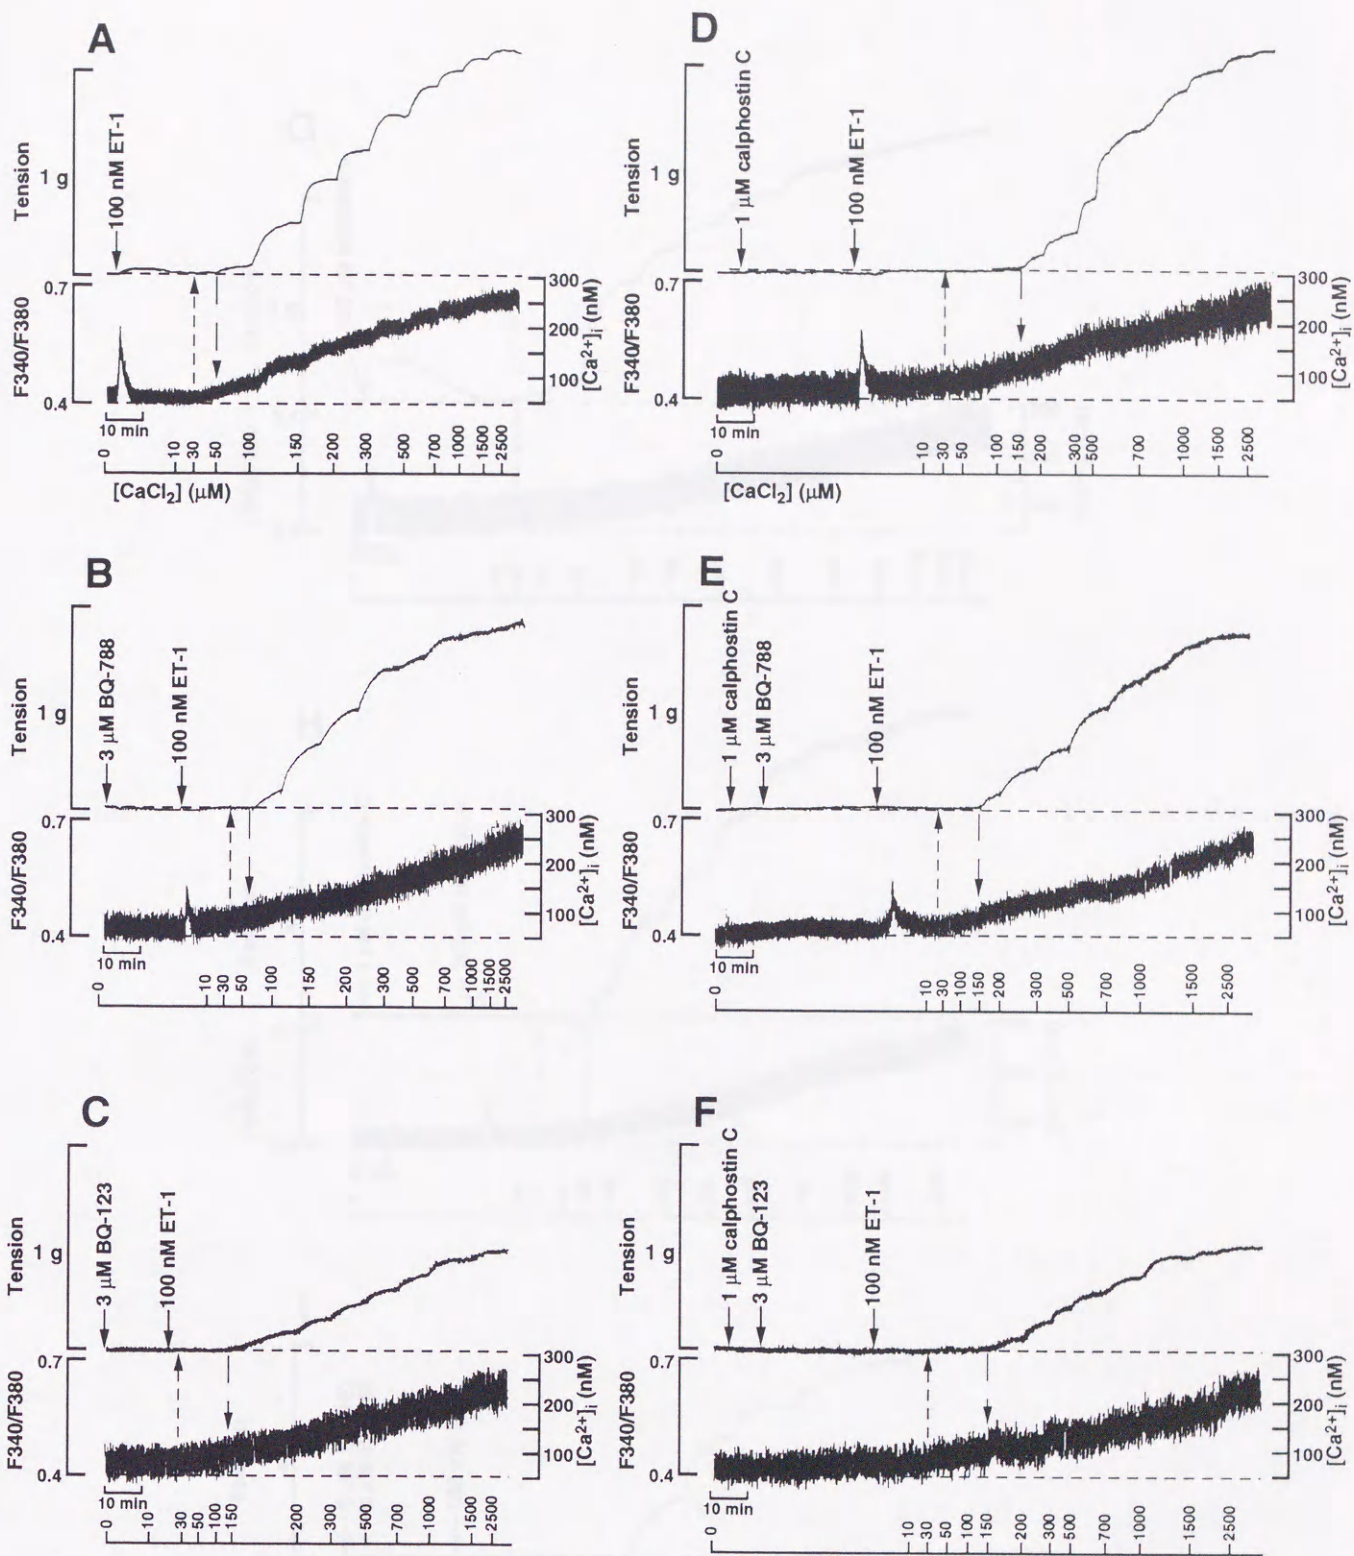 A
Tension
1 g
100 nM ET-1
F340/F380
0.7
0.4
300
200
100
[Ca2+]i (nM)
10 min
0 10 30 50 100 150 200 300 500 700 1000 1500 2500
[CaCl2] (μM)
D
Tension
1 g
1 μM calphostin C
100 nM ET-1
F340/F380
0.7
0.4
300
200
100
[Ca2+]i (nM)
10 min
0 10 30 50 100 150 200 300 500 700 1000 1500 2500
[CaCl2] (μM)
B
Tension
1 g
3 μM BQ-788
100 nM ET-1
F340/F380
0.7
0.4
300
200
100
[Ca2+]i (nM)
10 min
0 10 30 50 100 150 200 300 500 700 1000 1500 2500
E
Tension
1 g
1 μM calphostin C
3 μM BQ-788
100 nM ET-1
F340/F380
0.7
0.4
300
200
100
[Ca2+]i (nM)
10 min
0 10 30 100 150 200 300 500 700 1000 1500 2500
C
Tension
1 g
3 μM BQ-123
100 nM ET-1
F340/F380
0.7
0.4
300
200
100
[Ca2+]i (nM)
10 min
0 10 30 50 100 150 200 300 500 700 1000 1500 2500
F
Tension
1 g
1 μM calphostin C
3 μM BQ-123
100 nM ET-1
F340/F380
0.7
0.4
300
200
100
[Ca2+]i (nM)
10 min
0 10 30 50 100 150 200 300 500 700 1000 2500